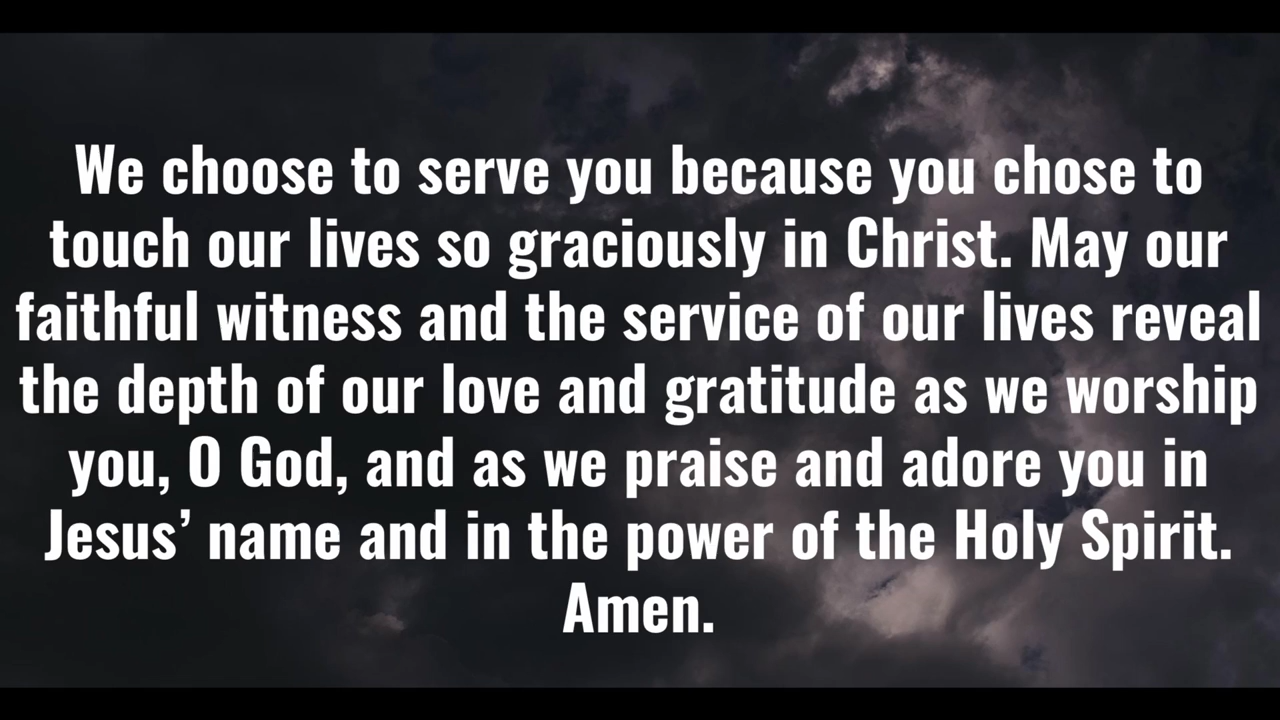 We choose to serve you because you chose to
touch our lives so graciously in Christ. May our
faithful witness and the service of our lives reveal
the depth of our love and gratitude as we worship
you, O God, and as we praise and adore you in
Jesus’ name and in the power of the Holy Spirit.
Amen.